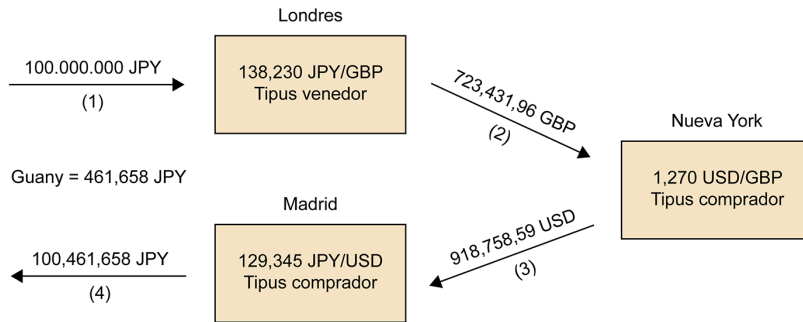 Londres
100.000.000 JPY
(1)
138,230 JPY/GBP
Tipus venedor
723,431,96 GBP
(2)
Nueva York
1,270 USD/GBP
Tipus comprador
Guany = 461,658 JPY
Madrid
918,758,59 USD
(3)
129,345 JPY/USD
Tipus comprador
100,461,658 JPY
(4)